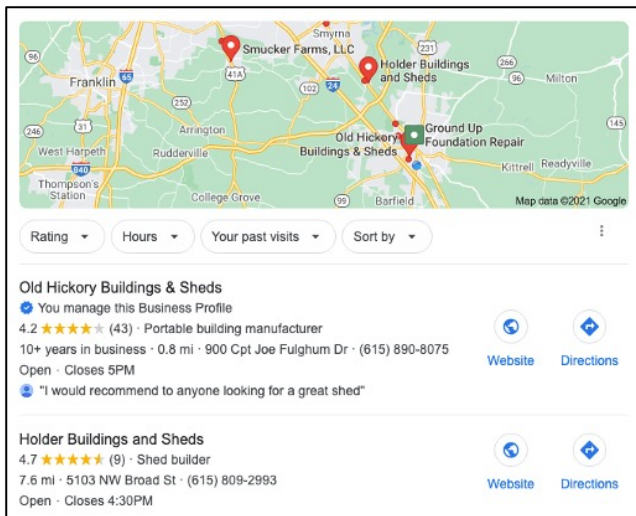 Smyrna
Smucker Farms, LLC
96
41A
Franklin
65
102
24
Holder Buildings
and Sheds
231
266
96
Milton
252
31
246
Arrington
Old Hickory
Buildings & Sheds
Ground Up
Foundation Repair
145
West Harpeth
Rudderville
840
Kittrell
Readyville
Thompson's
Station
College Grove
99
Barfield
Map data ©2021 Google
Rating
Hours
Your past visits
Sort by
Old Hickory Buildings & Sheds
You manage this Business Profile
4.2 ★★★★★ (43) · Portable building manufacturer
10+ years in business · 0.8 mi · 900 Cpt Joe Fulghum Dr · (615) 890-8075
Open · Closes 5PM
"I would recommend to anyone looking for a great shed"
Website
Directions
Holder Buildings and Sheds
4.7 ★★★★★ (9) · Shed builder
7.6 mi · 5103 NW Broad St · (615) 809-2993
Open · Closes 4:30PM
Website
Directions